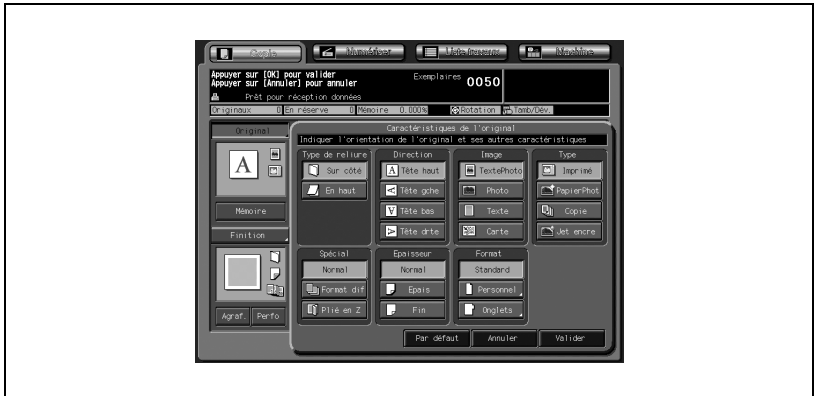 Copie Numériser Liste travaux Machine
Appuyer sur [OK] pour valider
Appuyer sur [Annuler] pour annuler
Exemplaires 0050
Prêt pour réception données
Originaux 0 En réserve 0 Mémoire 0.000% Rotation Tamb/Dév.
Original
Caractéristiques de l'original
Indiquer l'orientation de l'original et ses autres caractéristiques
Type de reliure Direction Image Type
A Sur côté A Tête haut TextePhoto Imprimé
En haut A Tête gche Photo PapierPhot
Mémoire A Tête bas Texte Copie
Finition A Tête drte Carte Jet encre
Spécial Epaisseur Format
Normal Normal Standard
Format dif Epais Personnel
Agraf. Perfo Plié en Z Fin Onglets
Par défaut Annuler Valider